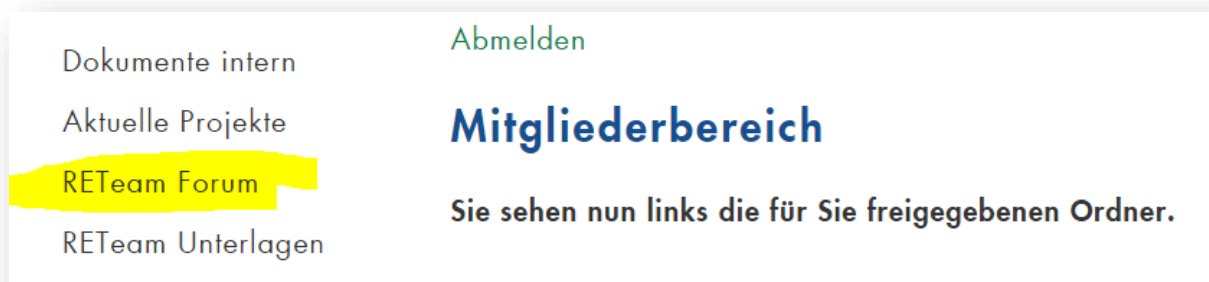 Dokumente intern
Aktuelle Projekte
RETeam Forum
RETeam Unterlagen
Abmelden
Mitgliederbereich
Sie sehen nun links die für Sie freigegebenen Ordner.